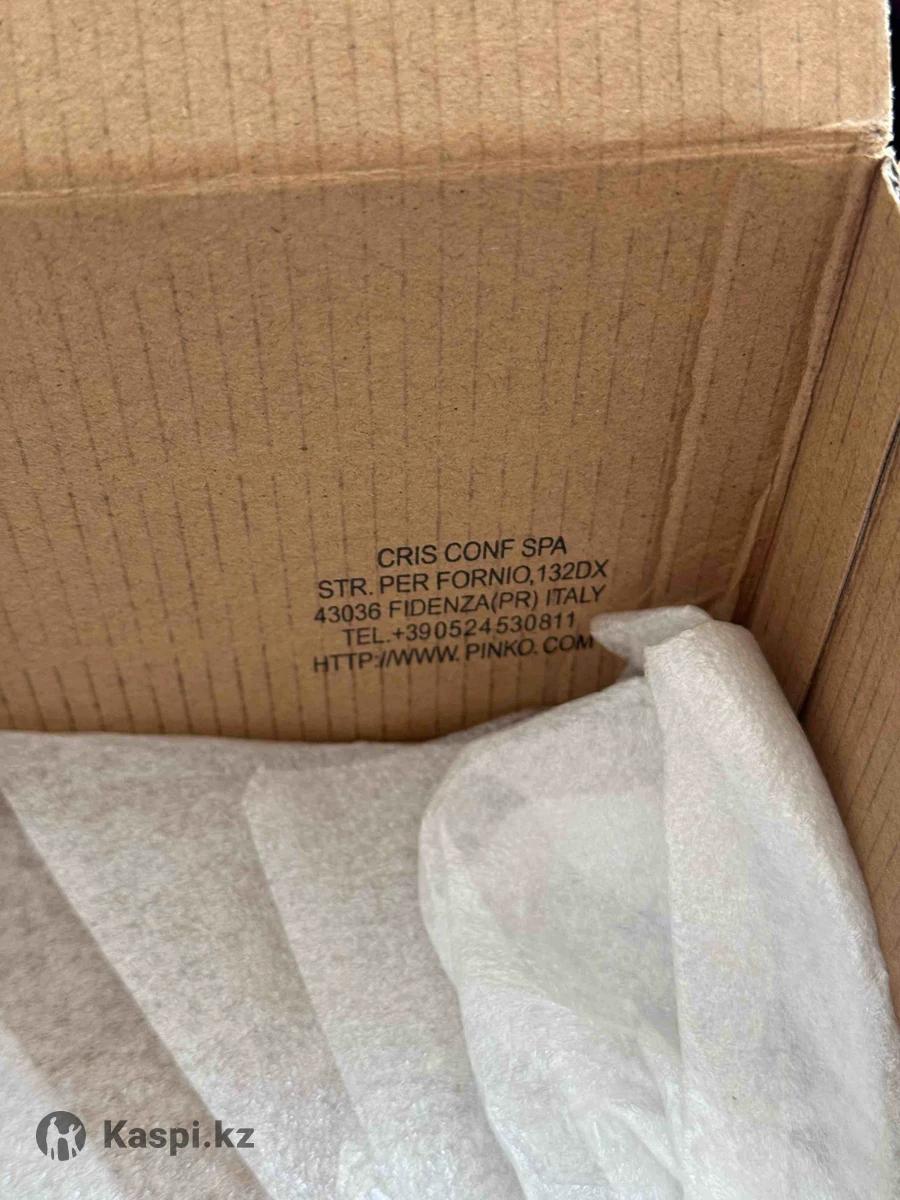 CRIS CONF SPA
STR. PER FORNIO,132DX
43036 FIDENZA(PR) ITALY
TEL.+390524530811
HTTP://WWW. PINKO. COM
Kaspi.kz